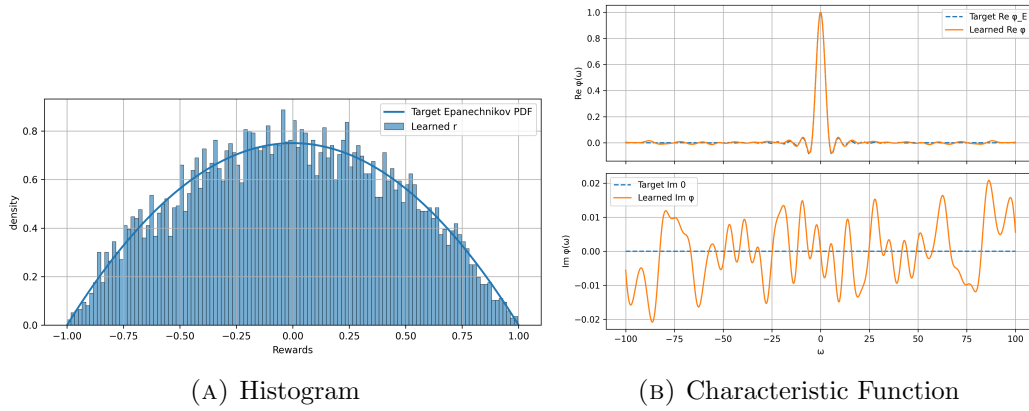 Target Epanechnikov PDF
Learned r
density
0.0
0.2
0.4
0.6
0.8
−1.00 −0.75 −0.50 −0.25 0.00 0.25 0.50 0.75 1.00
Rewards
(A) Histogram
Target Re φ_E
Learned Re φ
Re φ(ω)
1.0
0.8
0.6
0.4
0.2
0.0
Target Im 0
Learned Im φ
Im φ(ω)
0.02
0.01
0.00
−0.01
−0.02
−100 −75 −50 −25 0 25 50 75 100
ω
(B) Characteristic Function